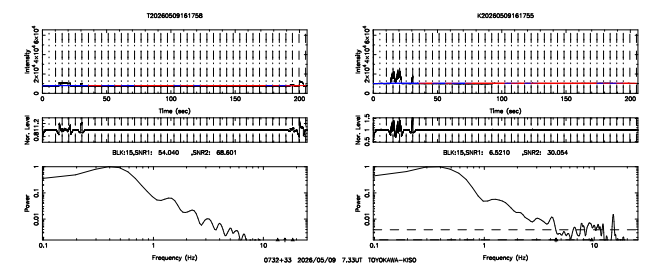 T20260509161758
K20260509161755
Intensity
0 2×10⁴ 4×10⁴ 6×10⁴
0 50 100 150 200
Time (sec)
Intensity
0 2×10⁴ 4×10⁴ 6×10⁴
0 50 100 150 200
Time (sec)
Nor. Level
0.8 1 1.2
Nor. Level
0.5 1 1.5
BLK:15,SNR1: 54.040 ,SNR2: 68.601
BLK:15,SNR1: 6.5210 ,SNR2: 30.054
Power
0.01 0.1 1
0.1 1 10
Frequency (Hz)
Power
0.01 0.1 1
0.1 1 10
Frequency (Hz)
0732+33 2026/05/09 7.33UT TOYOKAWA-KISO